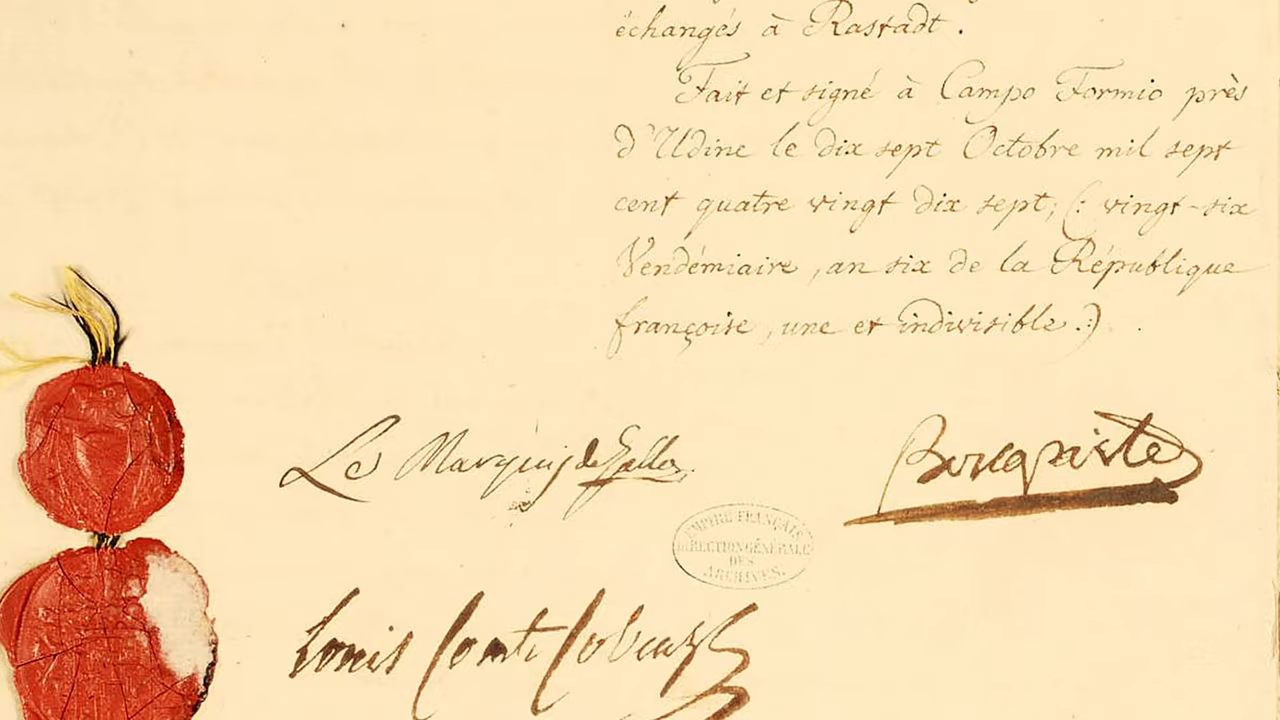 échangés à Rastadt.
Fait et signé à Campo Formio près
d'Udine le dix sept Octobre mil sept
cent quatre vingt dix sept; (: vingt-six
Vendémiaire, an six de la République
françoise, une et indivisible.:)
Le Marquis de Gallo
Bonaparte
EMPIRE FRANÇAIS
DIRECTION GÉNÉRALE
DES
ARCHIVES.
Louis Comte Cobenzl